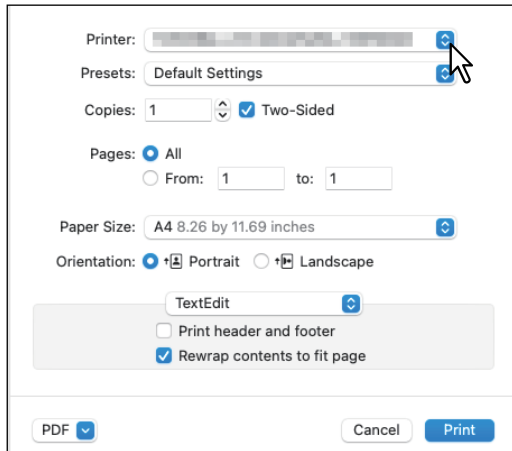 Printer:
Presets: Default Settings
Copies: 1 Two-Sided
Pages: All
From: 1 to: 1
Paper Size: A4 8.26 by 11.69 inches
Orientation: Portrait Landscape
TextEdit
Print header and footer
Rewrap contents to fit page
PDF Cancel Print